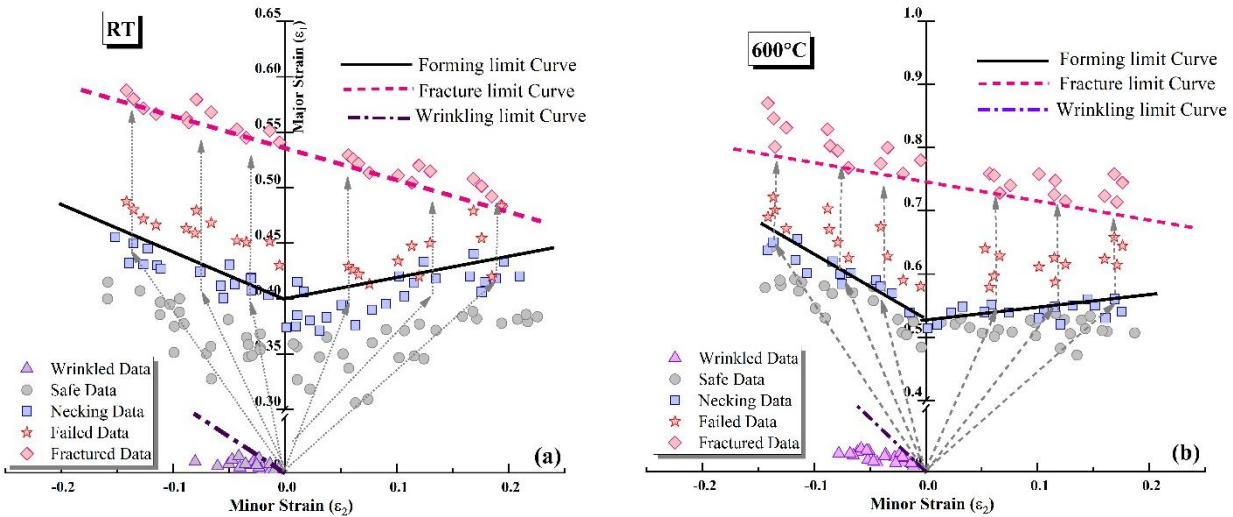 RT
Major Strain (ε1)
0.65
0.60
0.55
0.50
0.45
0.40
0.35
0.30
Forming limit Curve
Fracture limit Curve
Wrinkling limit Curve
Wrinkled Data
Safe Data
Necking Data
Failed Data
Fractured Data
(a)
-0.2
-0.1
0.0
0.1
0.2
Minor Strain (ε2)
600°C
1.0
0.9
0.8
0.7
0.6
0.5
0.4
Forming limit Curve
Fracture limit Curve
Wrinkling limit Curve
Wrinkled Data
Safe Data
Necking Data
Failed Data
Fractured Data
(b)
-0.2
-0.1
0.0
0.1
0.2
Minor Strain (ε2)